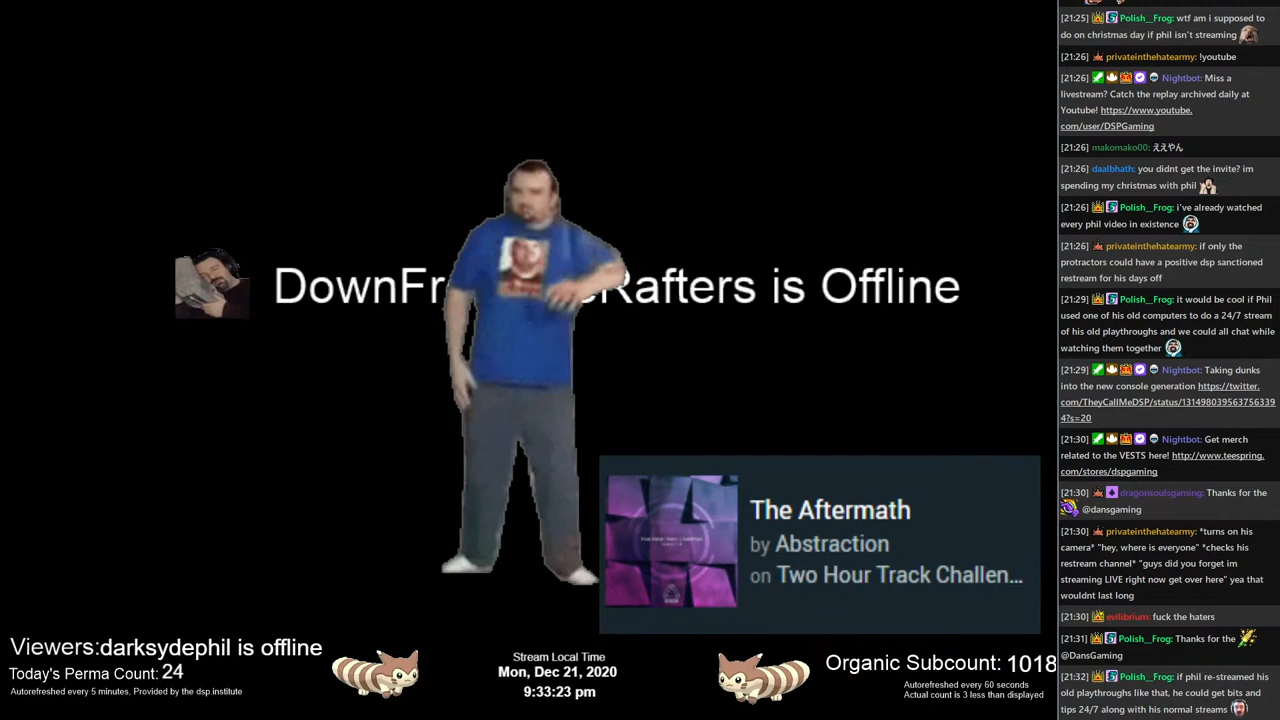 DownFr
Rafters is Offline
The Aftermath
by Abstraction
on Two Hour Track Challen...
Viewers:darksydephil is offline
Today's Perma Count: 24
Autorefreshed every 5 minutes, Provided by the dsp institute
Stream Local Time
Mon, Dec 21, 2020
9:33:23 pm
Organic Subcount: 1018
Autorefreshed every 60 seconds
Actual count is 3 less than displayed
[21:25] Polish_Frog: wtf am i supposed to
do on christmas day if phil isn't streaming
[21:26] privateinthehatearmy: !youtube
[21:26] Nightbot: Miss a
livestream? Catch the replay archived daily at
Youtube! https://www.youtube.
com/user/DSPGaming
[21:26] makomako00: ええやん
[21:26] daalbhath: you didnt get the invite? im
spending my christmas with phil
[21:26] Polish_Frog: i've already watched
every phil video in existence
[21:26] privateinthehatearmy: if only the
protractors could have a positive dsp sanctioned
restream for his days off
[21:29] Polish_Frog: it would be cool if Phil
used one of his old computers to do a 24/7 stream
of his old playthroughs and we could all chat while
watching them together
[21:29] Nightbot: Taking dunks
into the new console generation https://twitter.
com/TheyCallMeDSP/status/131498039563756339
4?s=20
[21:30] Nightbot: Get merch
related to the VESTS here! http://www.teespring.
com/stores/dspgaming
[21:30] dragonsoulsgaming: Thanks for the
@dansgaming
[21:30] privateinthehatearmy: *turns on his
camera* "hey, where is everyone" *checks his
restream channel* "guys did you forget im
streaming LIVE right now get over here" yea that
wouldnt last long
[21:30] evilibrium: fuck the haters
[21:31] Polish_Frog: Thanks for the
@DansGaming
[21:32] Polish_Frog: if phil re-streamed his
old playthroughs like that, he could get bits and
tips 24/7 along with his normal streams